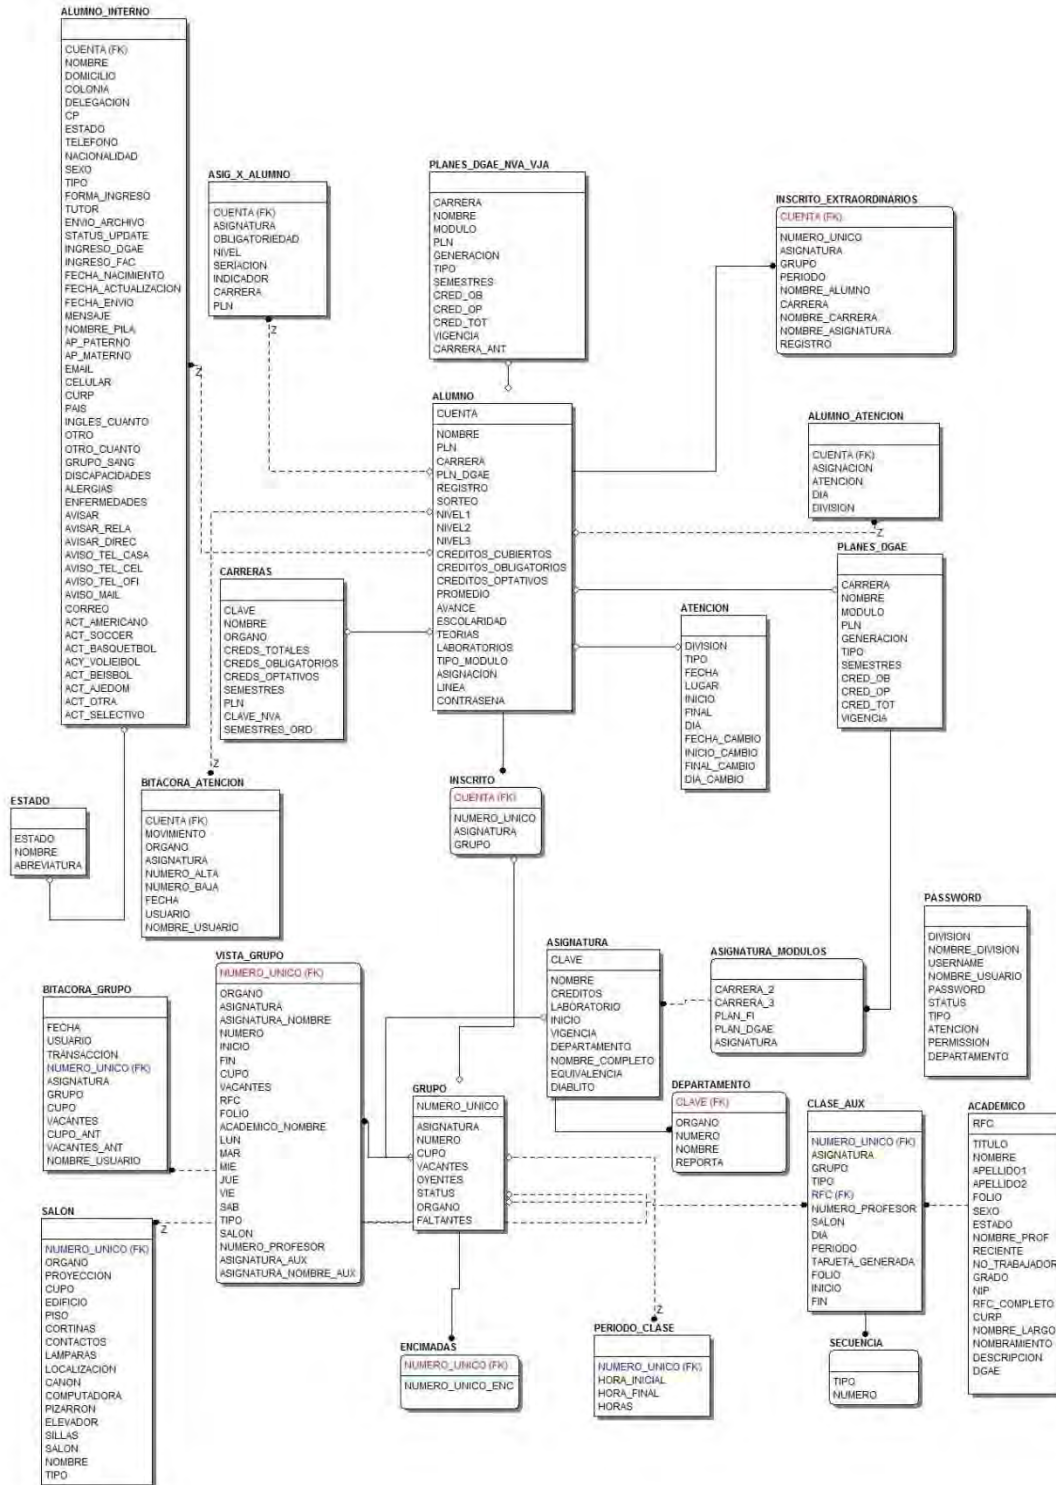 ALUMNO_INTERNO
CUENTA (FK)
NOMBRE
DOMICILIO
COLONIA
DELEGACION
CP
ESTADO
TELEFONO
NACIONALIDAD
SEXO
TIPO
FORMA_INGRESO
TUTOR
ENVIO_ARCHIVO
STATUS_UPDATE
INGRESO_DGAE
INGRESO_FAC
FECHA_NACIMIENTO
FECHA_ACTUALIZACION
FECHA_ENVIO
MENSAJE
NOMBRE_PILA
AP_PATERNO
AP_MATERNO
EMAIL
CELULAR
CURP
PAIS
INGLES_CUANTO
OTRO
OTRO_CUANTO
GRUPO_SANG
DISCAPACIDADES
ALERGIAS
ENFERMEDADES
AVISAR
AVISAR_RELA
AVISAR_DIREC
AVISO_TEL_CASA
AVISO_TEL_CEL
AVISO_TEL_OFI
AVISO_MAIL
CORREO
ACT_AMERICANO
ACT_SOCCER
ACT_BASQUETBOL
ACY_VOLIEIBOL
ACT_BEISBOL
ACT_AJEDOM
ACT_OTRA
ACT_SELECTIVO
Z
ASIG_X_ALUMNO
CUENTA (FK)
ASIGNATURA
OBLIGATORIEDAD
NIVEL
SERIACION
INDICADOR
CARRERA
PLN
Z
PLANES_DGAE_NVA_VJA
CARRERA
NOMBRE
MODULO
PLN
GENERACION
TIPO
SEMESTRES
CRED_OB
CRED_OP
CRED_TOT
VIGENCIA
CARRERA_ANT
INSCRITO_EXTRAORDINARIOS
CUENTA (FK)
NUMERO_UNICO
ASIGNATURA
GRUPO
PERIODO
NOMBRE_ALUMNO
CARRERA
NOMBRE_CARRERA
NOMBRE_ASIGNATURA
REGISTRO
ALUMNO
CUENTA
NOMBRE
PLN
CARRERA
PLN_DGAE
REGISTRO
SORTEO
NIVEL1
NIVEL2
NIVEL3
CREDITOS_CUBIERTOS
CREDITOS_OBLIGATORIOS
CREDITOS_OPTATIVOS
PROMEDIO
AVANCE
ESCOLARIDAD
TEORIAS
LABORATORIOS
TIPO_MODULO
ASIGNACION
LINEA
CONTRASENA
ALUMNO_ATENCION
CUENTA (FK)
ASIGNACION
ATENCION
DIA
DIVISION
Z
PLANES_DGAE
CARRERA
NOMBRE
MODULO
PLN
GENERACION
TIPO
SEMESTRES
CRED_OB
CRED_OP
CRED_TOT
VIGENCIA
CARRERAS
CLAVE
NOMBRE
ORGANO
CREDS_TOTALES
CREDS_OBLIGATORIOS
CREDS_OPTATIVOS
SEMESTRES
PLN
CLAVE_NVA
SEMESTRES_ORD
ATENCION
DIVISION
TIPO
FECHA
LUGAR
INICIO
FINAL
DIA
FECHA_CAMBIO
INICIO_CAMBIO
FINAL_CAMBIO
DIA_CAMBIO
Z
BITACORA_ATENCION
CUENTA (FK)
MOVIMIENTO
ORGANO
ASIGNATURA
NUMERO_ALTA
NUMERO_BAJA
FECHA
USUARIO
NOMBRE_USUARIO
INSCRITO
CUENTA (FK)
NUMERO_UNICO
ASIGNATURA
GRUPO
ESTADO
ESTADO
NOMBRE
ABREVIATURA
PASSWORD
DIVISION
NOMBRE_DIVISION
USERNAME
NOMBRE_USUARIO
PASSWORD
STATUS
TIPO
ATENCION
PERMISSION
DEPARTAMENTO
VISTA_GRUPO
NUMERO_UNICO (FK)
ORGANO
ASIGNATURA
ASIGNATURA_NOMBRE
NUMERO
INICIO
FIN
CUPO
VACANTES
RFC
FOLIO
ACADEMICO_NOMBRE
LUN
MAR
MIE
JUE
VIE
SAB
TIPO
SALON
NUMERO_PROFESOR
ASIGNATURA_AUX
ASIGNATURA_NOMBRE_AUX
ASIGNATURA
CLAVE
NOMBRE
CREDITOS
LABORATORIO
INICIO
VIGENCIA
DEPARTAMENTO
NOMBRE_COMPLETO
EQUIVALENCIA
DIABLITO
ASIGNATURA_MODULOS
CARRERA_2
CARRERA_3
PLAN_FI
PLAN_DGAE
ASIGNATURA
BITACORA_GRUPO
FECHA
USUARIO
TRANSACCION
NUMERO_UNICO (FK)
ASIGNATURA
GRUPO
CUPO
VACANTES
CUPO_ANT
VACANTES_ANT
NOMBRE_USUARIO
GRUPO
NUMERO_UNICO
ASIGNATURA
NUMERO
CUPO
VACANTES
OYENTES
STATUS
ORGANO
FALTANTES
DEPARTAMENTO
CLAVE (FK)
ORGANO
NUMERO
NOMBRE
REPORTA
CLASE_AUX
NUMERO_UNICO (FK)
ASIGNATURA
GRUPO
TIPO
RFC (FK)
NUMERO_PROFESOR
SALON
DIA
PERIODO
TARJETA_GENERADA
FOLIO
INICIO
FIN
ACADEMICO
RFC
TITULO
NOMBRE
APELLIDO1
APELLIDO2
FOLIO
SEXO
ESTADO
NOMBRE_PROF
RECIENTE
NO_TRABAJADOR
GRADO
NIP
RFC_COMPLETO
CURP
NOMBRE_LARGO
NOMBRAMIENTO
DESCRIPCION
DGAE
SALON
Z
NUMERO_UNICO (FK)
ORGANO
PROYECCION
CUPO
EDIFICIO
PISO
CORTINAS
CONTACTOS
LAMPARAS
LOCALIZACION
CANON
COMPUTADORA
PIZARRON
ELEVADOR
SILLAS
SALON
NOMBRE
TIPO
ENCIMADAS
NUMERO_UNICO (FK)
NUMERO_UNICO_ENC
Z
PERIODO_CLASE
NUMERO_UNICO (FK)
HORA_INICIAL
HORA_FINAL
HORAS
SECUENCIA
TIPO
NUMERO